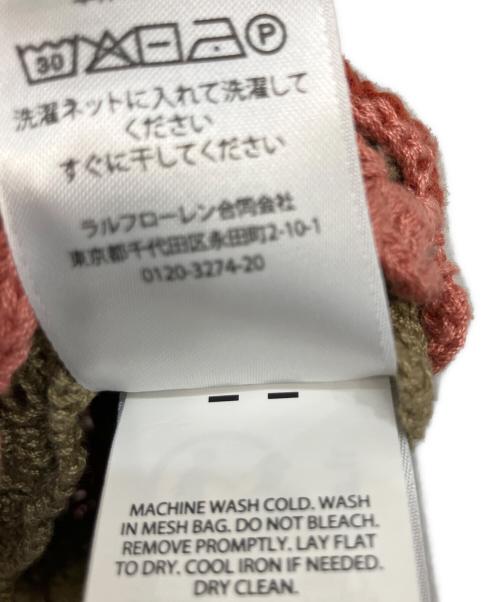 30
P
洗濯ネットに入れて洗濯して
ください
すぐに干してください
ラルフローレン合同会社
東京都千代田区永田町2-10-1
0120-3274-20
MACHINE WASH COLD. WASH
IN MESH BAG. DO NOT BLEACH.
REMOVE PROMPTLY. LAY FLAT
TO DRY. COOL IRON IF NEEDED.
DRY CLEAN.